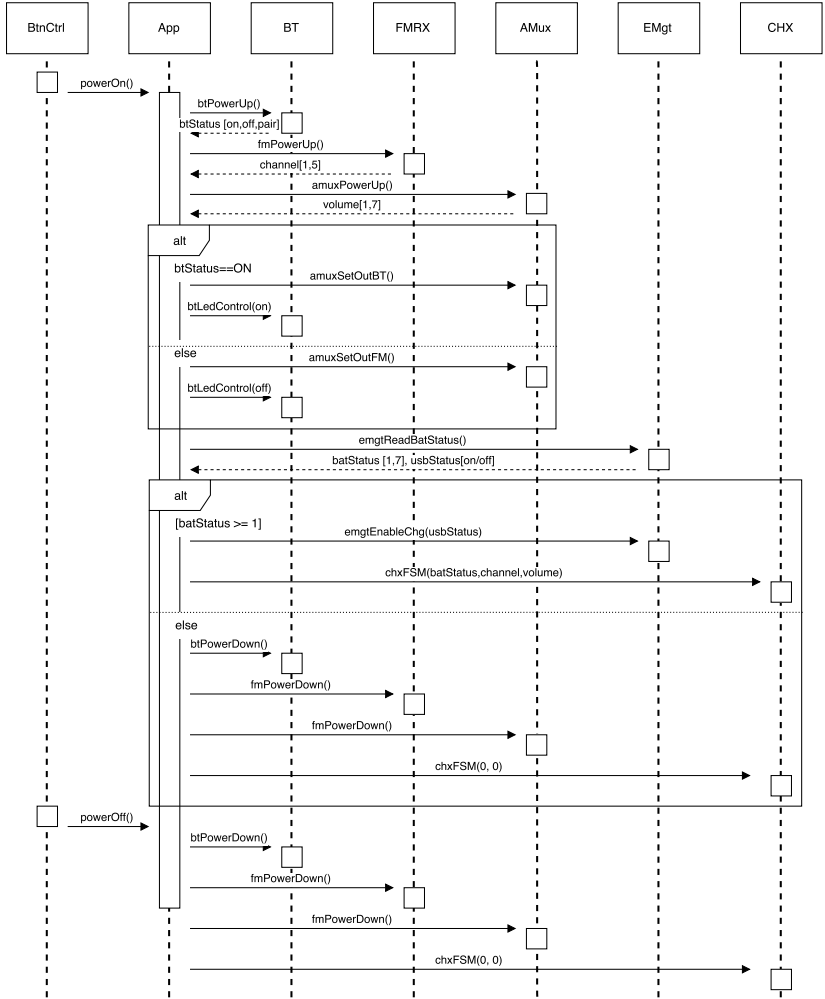 BtnCtrl
App
BT
FMRX
AMux
EMgt
CHX
powerOn()
btPowerUp()
btStatus [on,off,pair]
fmPowerUp()
channel[1,5]
amuxPowerUp()
volume[1,7]
alt
btStatus==ON
amuxSetOutBT()
btLedControl(on)
else
amuxSetOutFM()
btLedControl(off)
emgtReadBatStatus()
batStatus [1,7], usbStatus[on/off]
alt
[batStatus >= 1]
emgtEnableChg(usbStatus)
chxFSM(batStatus,channel,volume)
else
btPowerDown()
fmPowerDown()
fmPowerDown()
chxFSM(0, 0)
powerOff()
btPowerDown()
fmPowerDown()
fmPowerDown()
chxFSM(0, 0)